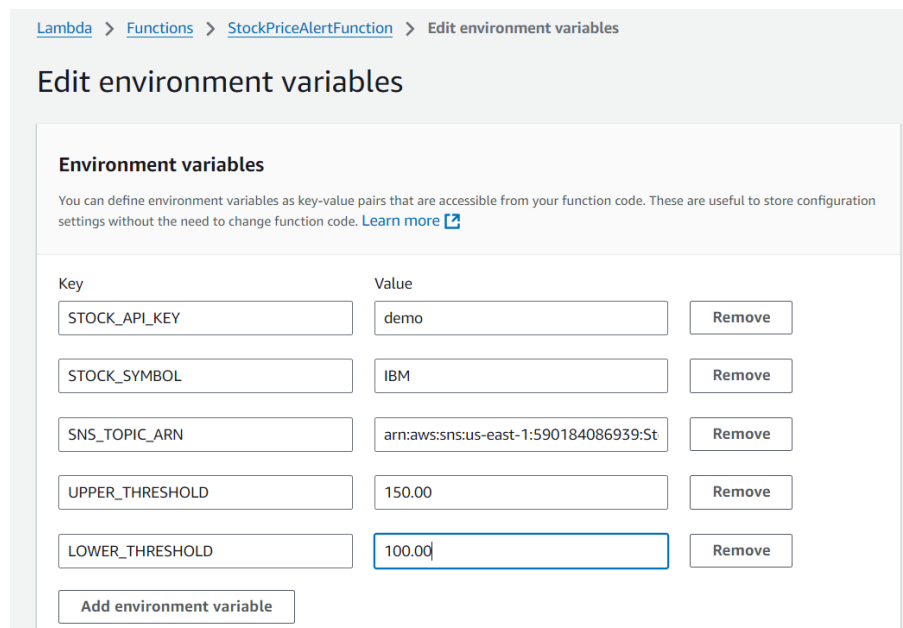 Lambda > Functions > StockPriceAlertFunction > Edit environment variables
Edit environment variables
Environment variables
You can define environment variables as key-value pairs that are accessible from your function code. These are useful to store configuration
settings without the need to change function code. Learn more
Key Value
STOCK_API_KEY demo Remove
STOCK_SYMBOL IBM Remove
SNS_TOPIC_ARN arn:aws:sns:us-east-1:590184086939:St Remove
UPPER_THRESHOLD 150.00 Remove
LOWER_THRESHOLD 100.00 Remove
Add environment variable